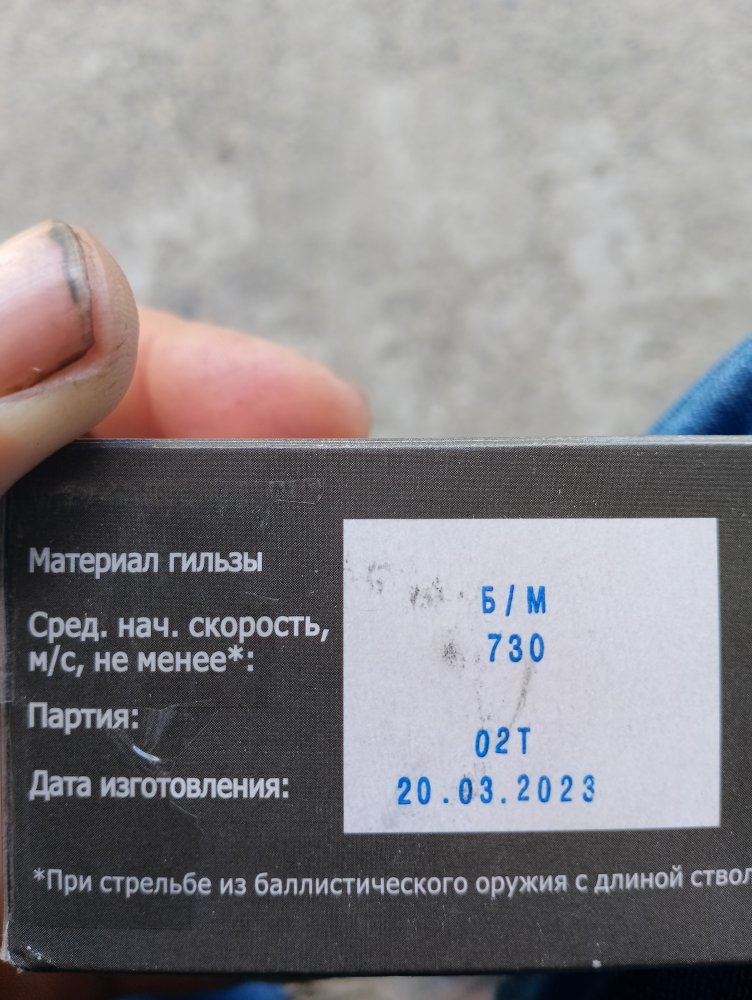 Материал гильзы
Б/М
Сред. нач. скорость,
м/с, не менее*:
730
Партия:
02Т
Дата изготовления:
20.03.2023
*При стрельбе из баллистического оружия с длиной ствол